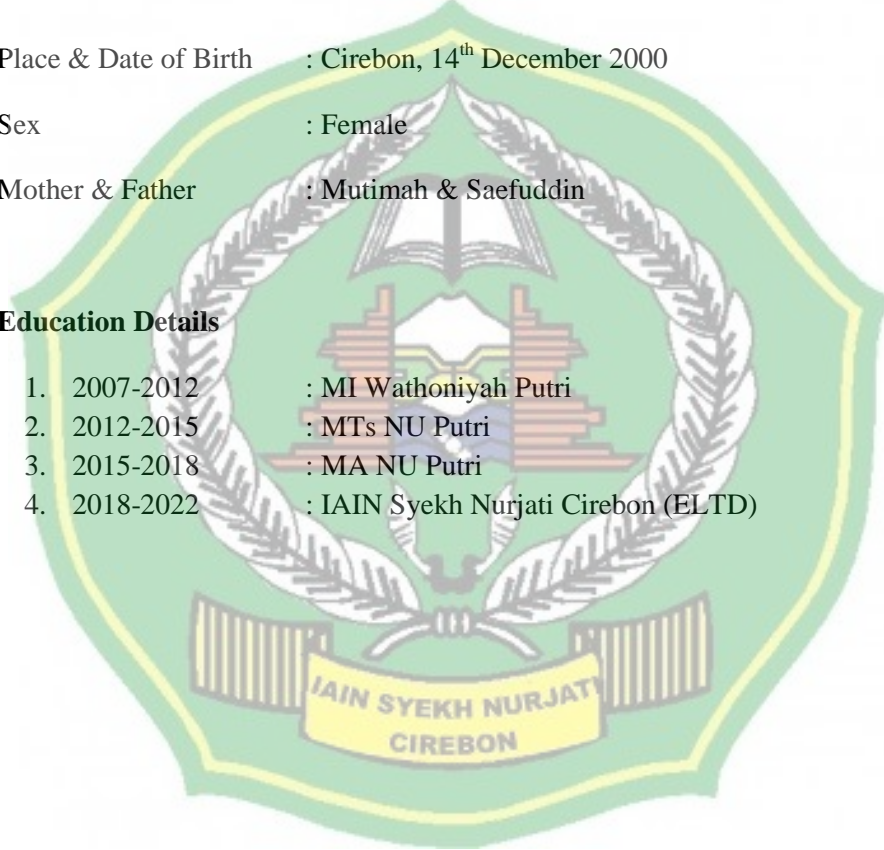 Place & Date of Birth : Cirebon, 14th December 2000
Sex : Female
Mother & Father : Mutimah & Saefuddin
Education Details
1. 2007-2012 : MI Wathoniyah Putri
2. 2012-2015 : MTs NU Putri
3. 2015-2018 : MA NU Putri
4. 2018-2022 : IAIN Syekh Nurjati Cirebon (ELTD)
IAIN SYEKH NURJATI
CIREBON